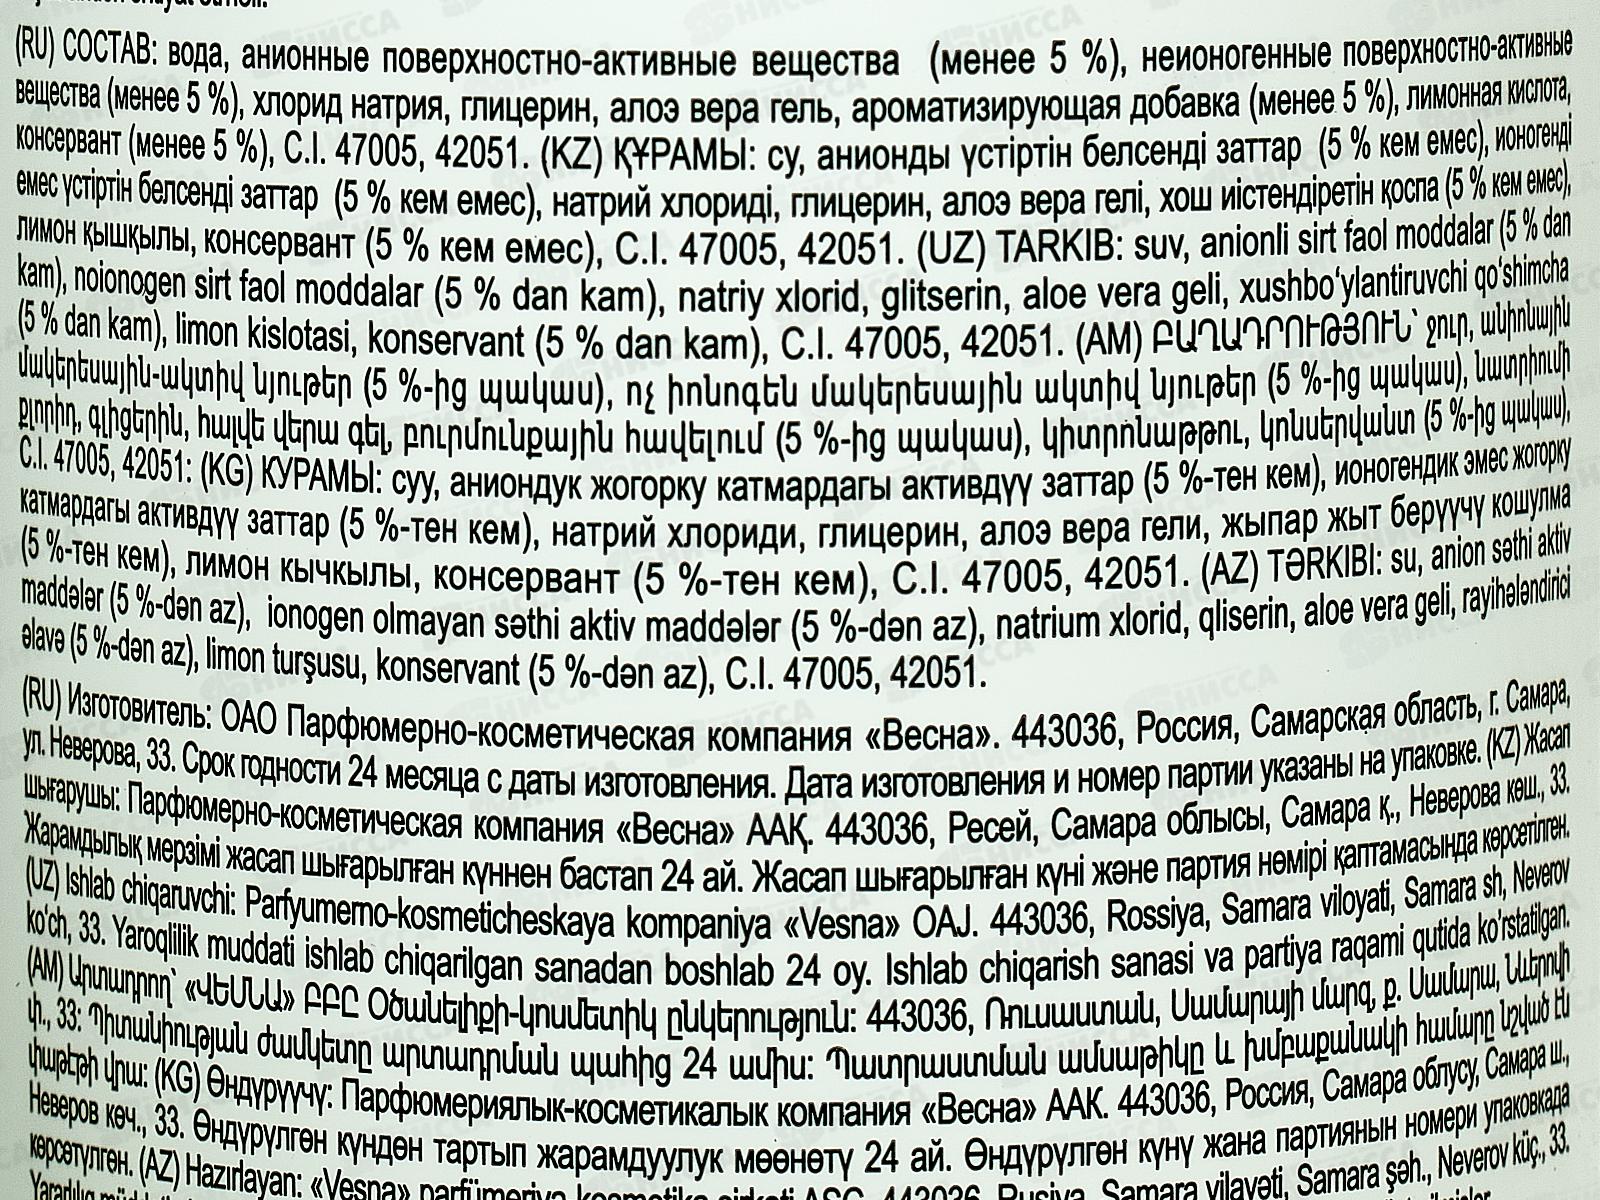 (RU) СОСТАВ: вода, анионные поверхностно-активные вещества (менее 5 %), неионогенные поверхностно-активные
вещества (менее 5 %), хлорид натрия, глицерин, алоэ вера гель, ароматизирующая добавка (менее 5 %), лимонная кислота,
консервант (менее 5 %), C.I. 47005, 42051. (KZ) ҚҰРАМЫ: су, анионды үстіртін белсенді заттар (5 % кем емес), ионогенді
емес үстіртін белсенді заттар (5 % кем емес), натрий хлориді, глицерин, алоэ вера гелі, хош иістендіретін қоспа (5 % кем емес),
лимон қышқылы, консервант (5 % кем емес), C.I. 47005, 42051. (UZ) TARKIB: suv, anionli sirt faol moddalar (5 % dan
kam), noionogen sirt faol moddalar (5 % dan kam), natriy xlorid, glitserin, aloe vera geli, xushbo‘ylantiruvchi qo‘shimcha
(5 % dan kam), limon kislotasi, konservant (5 % dan kam), C.I. 47005, 42051. (AM) ԲԱՂԱԴՐՈՒԹՅՈՒՆ՝ ջուր, անիոնային
մակերեսային-ակտիվ նյութեր (5 %-ից պակաս), ոչ իոնոգեն մակերեսային ակտիվ նյութեր (5 %-ից պակաս), նատրիումի
քլորիդ, գլիցերին, հալվե վերա գել, բուրմունքային հավելում (5 %-ից պակաս), կիտրոնաթթու, կոնսերվանտ (5 %-ից պակաս),
C.I. 47005, 42051: (KG) КУРАМЫ: суу, аниондук жогорку катмардагы активдүү заттар (5 %-тен кем), ионогендик эмес жогорку
катмардагы активдүү заттар (5 %-тен кем), натрий хлориди, глицерин, алоэ вера гели, жыпар жыт берүүчү кошулма
(5 %-тен кем), лимон кычкылы, консервант (5 %-тен кем), C.I. 47005, 42051. (AZ) TƏRKIBI: su, anion səthi aktiv
maddələr (5 %-dən az), ionogen olmayan səthi aktiv maddələr (5 %-dən az), natrium xlorid, qliserin, aloe vera geli, rayihələndirici
əlavə (5 %-dən az), limon turşusu, konservant (5 %-dən az), C.I. 47005, 42051.
(RU) Изготовитель: ОАО Парфюмерно-косметическая компания «Весна». 443036, Россия, Самарская область, г. Самара,
ул. Неверова, 33. Срок годности 24 месяца с даты изготовления. Дата изготовления и номер партии указаны на упаковке. (KZ) Жасап
шығарушы: Парфюмерно-косметическая компания «Весна» ААҚ. 443036, Ресей, Самара облысы, Самара қ., Неверова көш., 33.
Жарамдылық мерзімі жасап шығарылған күннен бастап 24 ай. Жасап шығарылған күні және партия нөмірі қаптамасында көрсетілген.
(UZ) Ishlab chiqaruvchi: Parfyumerno-kosmeticheskaya kompaniya «Vesna» OAJ. 443036, Rossiya, Samara viloyati, Samara sh, Neverov
ko‘ch, 33. Yaroqlilik muddati ishlab chiqarilgan sanadan boshlab 24 oy. Ishlab chiqarish sanasi va partiya raqami qutida ko‘rstatilgan.
(AM) Արտադրող՝ «ՎԵՍՆԱ» ԲԲԸ Օծանելիքի-կոսմետիկ ընկերություն: 443036, Ռուսաստան, Սամարայի մարզ, ք. Սամարա, Նևերովի
փ., 33: Պիտանիության ժամկետը արտադրման պահից 24 ամիս: Պատրաստման ամսաթիվը և խմբաքանակի համարը նշված են
փաթեթի վրա: (KG) Өндүрүүчү: Парфюмериялык-косметикалык компания «Весна» ААК. 443036, Россия, Самара облусу, Самара ш.,
Неверов көч., 33. Өндүрүлгөн күндөн тартып жарамдуулук мөөнөтү 24 ай. Өндүрүлгөн күнү жана партиянын номери упаковкада
көрсөтүлгөн. (AZ) Hazırlayan: «Vesna» parfümeriya kosmetika şirkəti ASC. 443036, Rusiya, Samara vilayəti, Samara şəh., Neverov küç., 33.